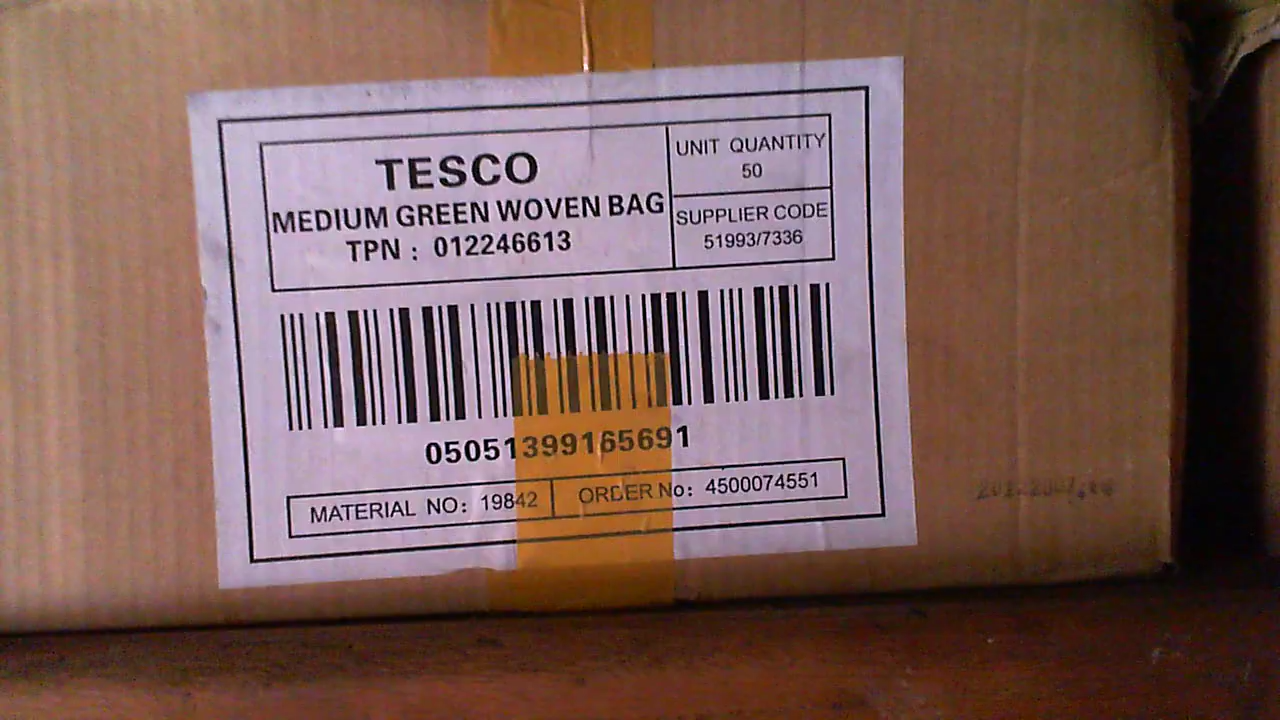 TESCO
MEDIUM GREEN WOVEN BAG
TPN : 012246613
UNIT QUANTITY
50
SUPPLIER CODE
51993/7336
05051399165691
MATERIAL NO: 19842
ORDER No: 4500074551